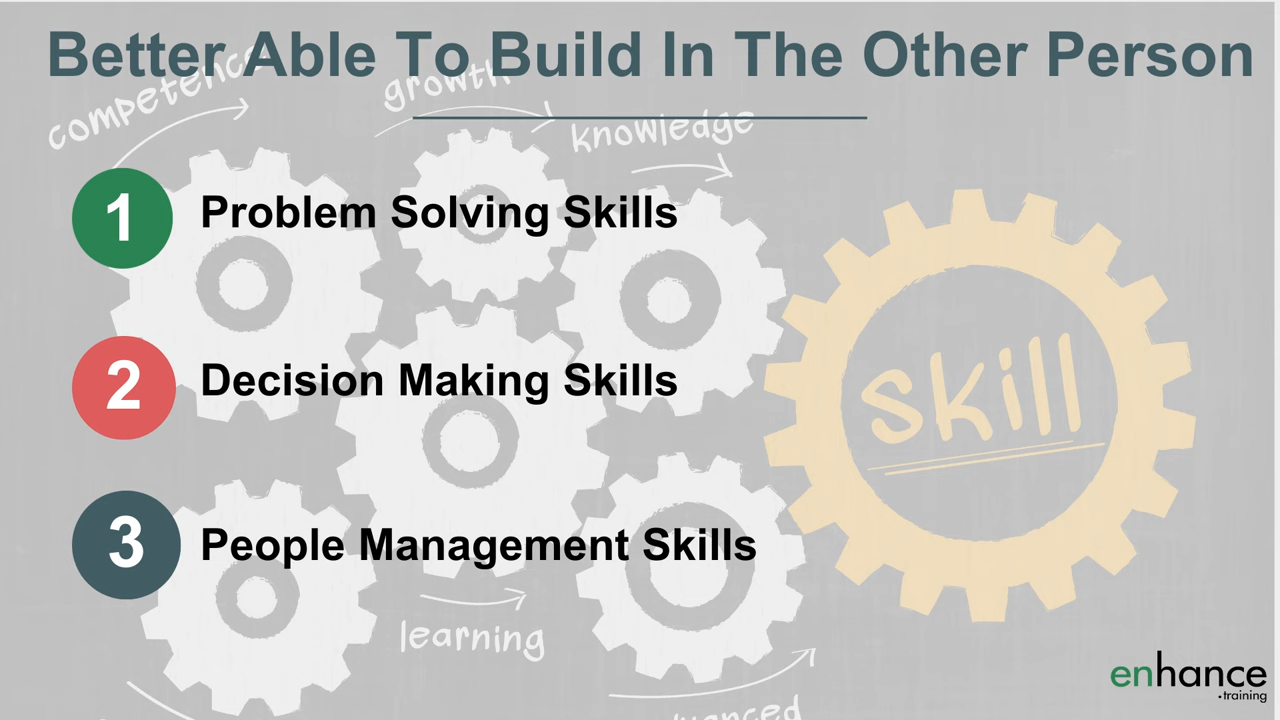 Better Able To Build In The Other Person
competence
growth
knowledge
1 Problem Solving Skills
2 Decision Making Skills
skill
3 People Management Skills
learning
enhance
•training